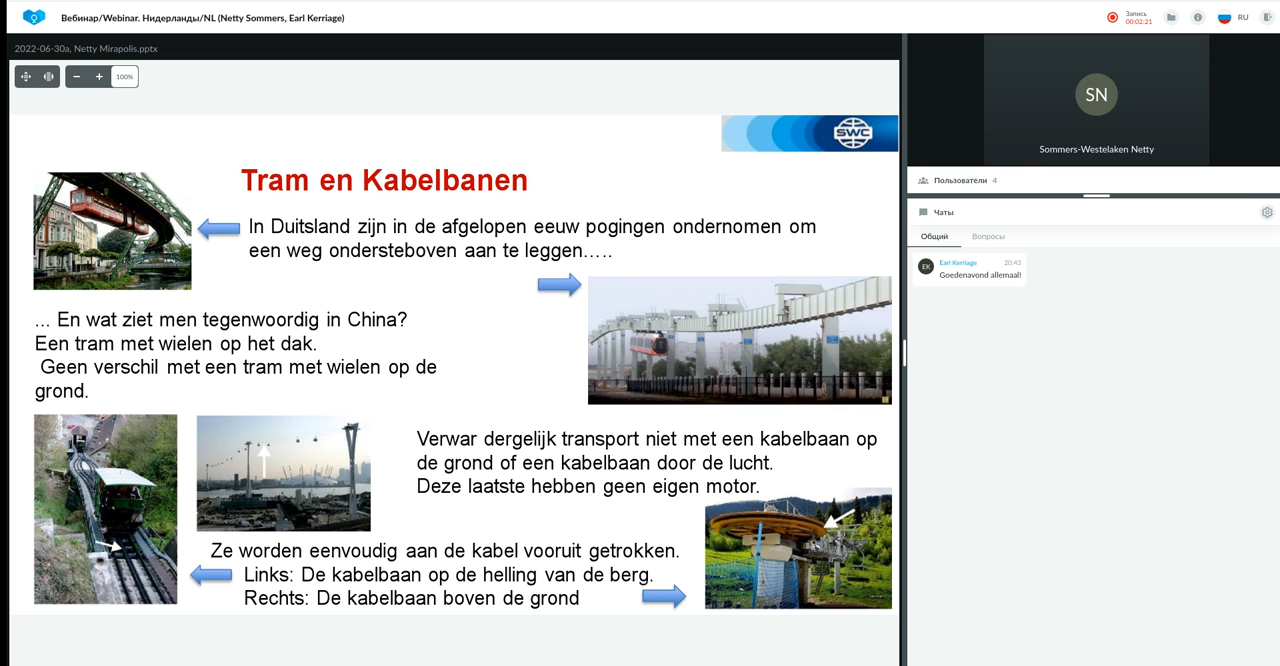 Вебинар/Webinar. Нидерланды/NL (Netty Sommers, Earl Kerriage)
Запись
00:02:21
RU
2022-06-30a, Netty Mirapolis.pptx
100%
SWC
Tram en Kabelbanen
In Duitsland zijn in de afgelopen eeuw pogingen ondernomen om
een weg ondersteboven aan te leggen…..
... En wat ziet men tegenwoordig in China?
Een tram met wielen op het dak.
Geen verschil met een tram met wielen op de
grond.
Verwar dergelijk transport niet met een kabelbaan op
de grond of een kabelbaan door de lucht.
Deze laatste hebben geen eigen motor.
Ze worden eenvoudig aan de kabel vooruit getrokken.
Links: De kabelbaan op de helling van de berg.
Rechts: De kabelbaan boven de grond
SN
Sommers-Westelaken Netty
Пользователи 4
Чаты
Общий Вопросы
EK
Earl Kerriage 20:43
Goedenavond allemaal!